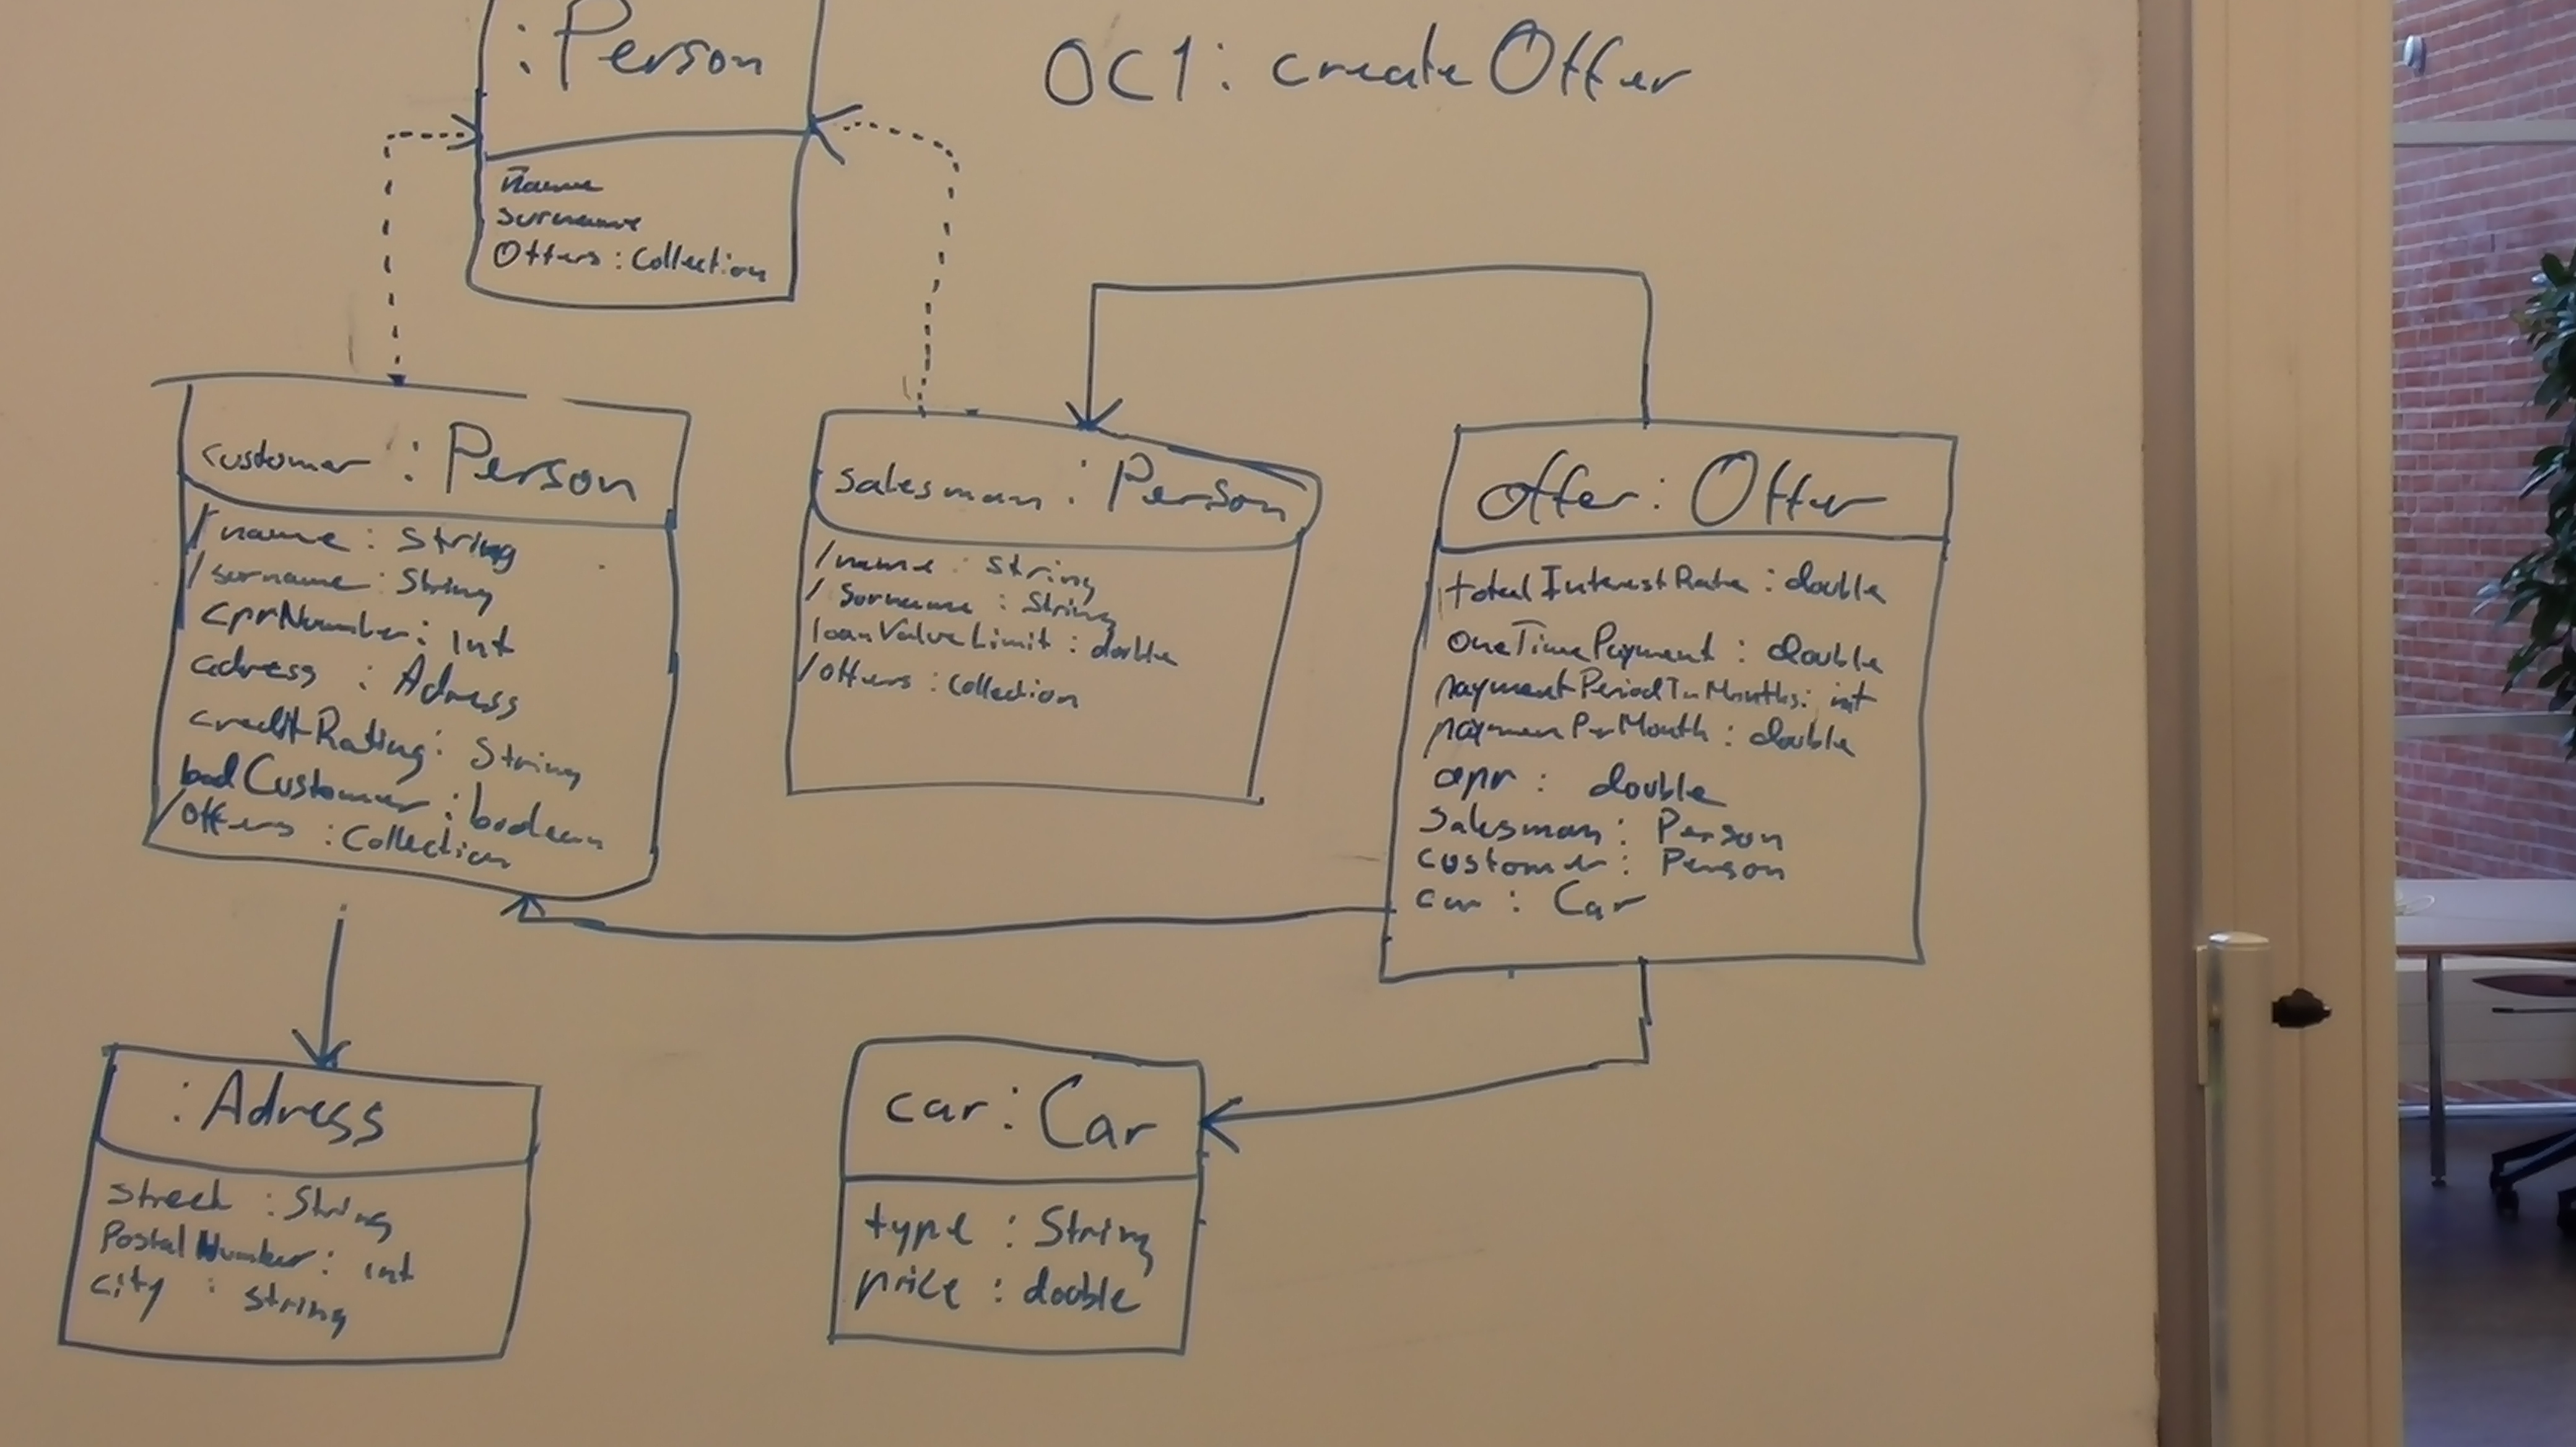 :Person
name
surname
Offers : Collection
OC1: createOffer
customer : Person
/name : String
/surname : String
cprNumber : int
adress : Adress
creditRating : String
badCustomer : boolean
/offers : Collection
salesman : Person
/name : String
/surname : String
loanValueLimit : double
/offers : Collection
offer : Offer
totalInterestRate : double
oneTimePayment : double
paymentPeriodInMonths : int
paymenPerMonth : double
apr : double
salesman : Person
customer : Person
car : Car
: Adress
street : String
PostalNumber : int
city : String
car : Car
type : String
price : double